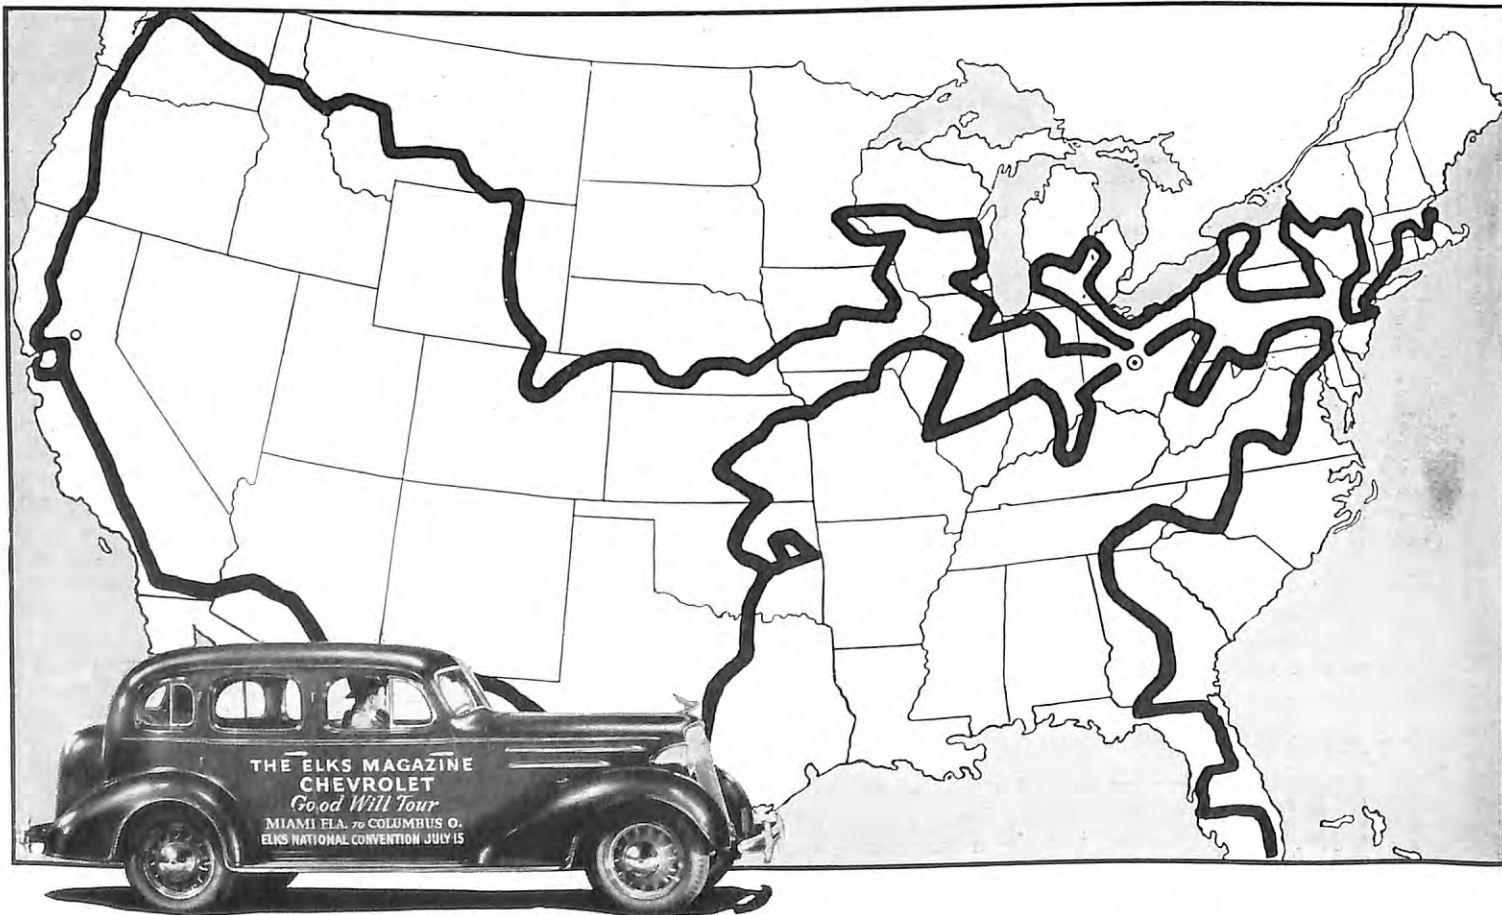 THE ELKS MAGAZINE
CHEVROLET
Good Will Tour
MIAMI FLA. TO COLUMBUS O.
ELKS NATIONAL CONVENTION JULY 15